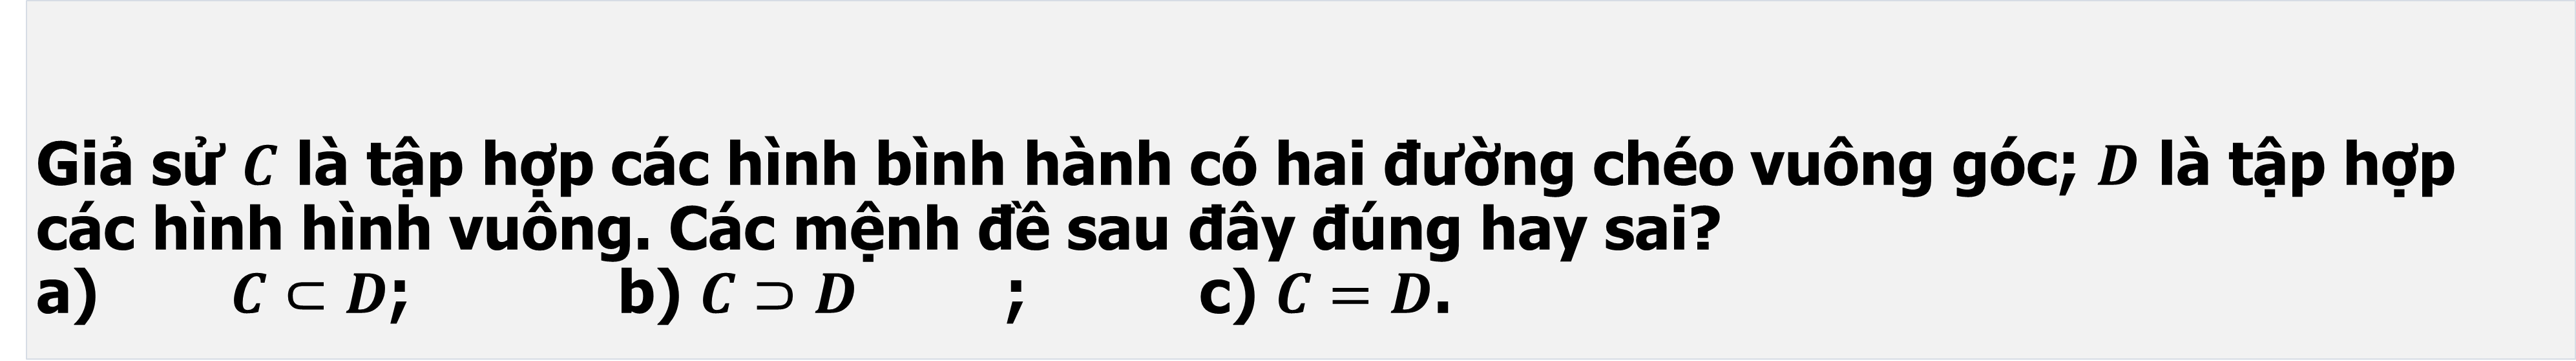 Giả sử C là tập hợp các hình bình hành có hai đường chéo vuông góc; D là tập hợp
các hình hình vuông. Các mệnh đề sau đây đúng hay sai?
a) C ⊂ D; b) C ⊃ D ; c) C = D.